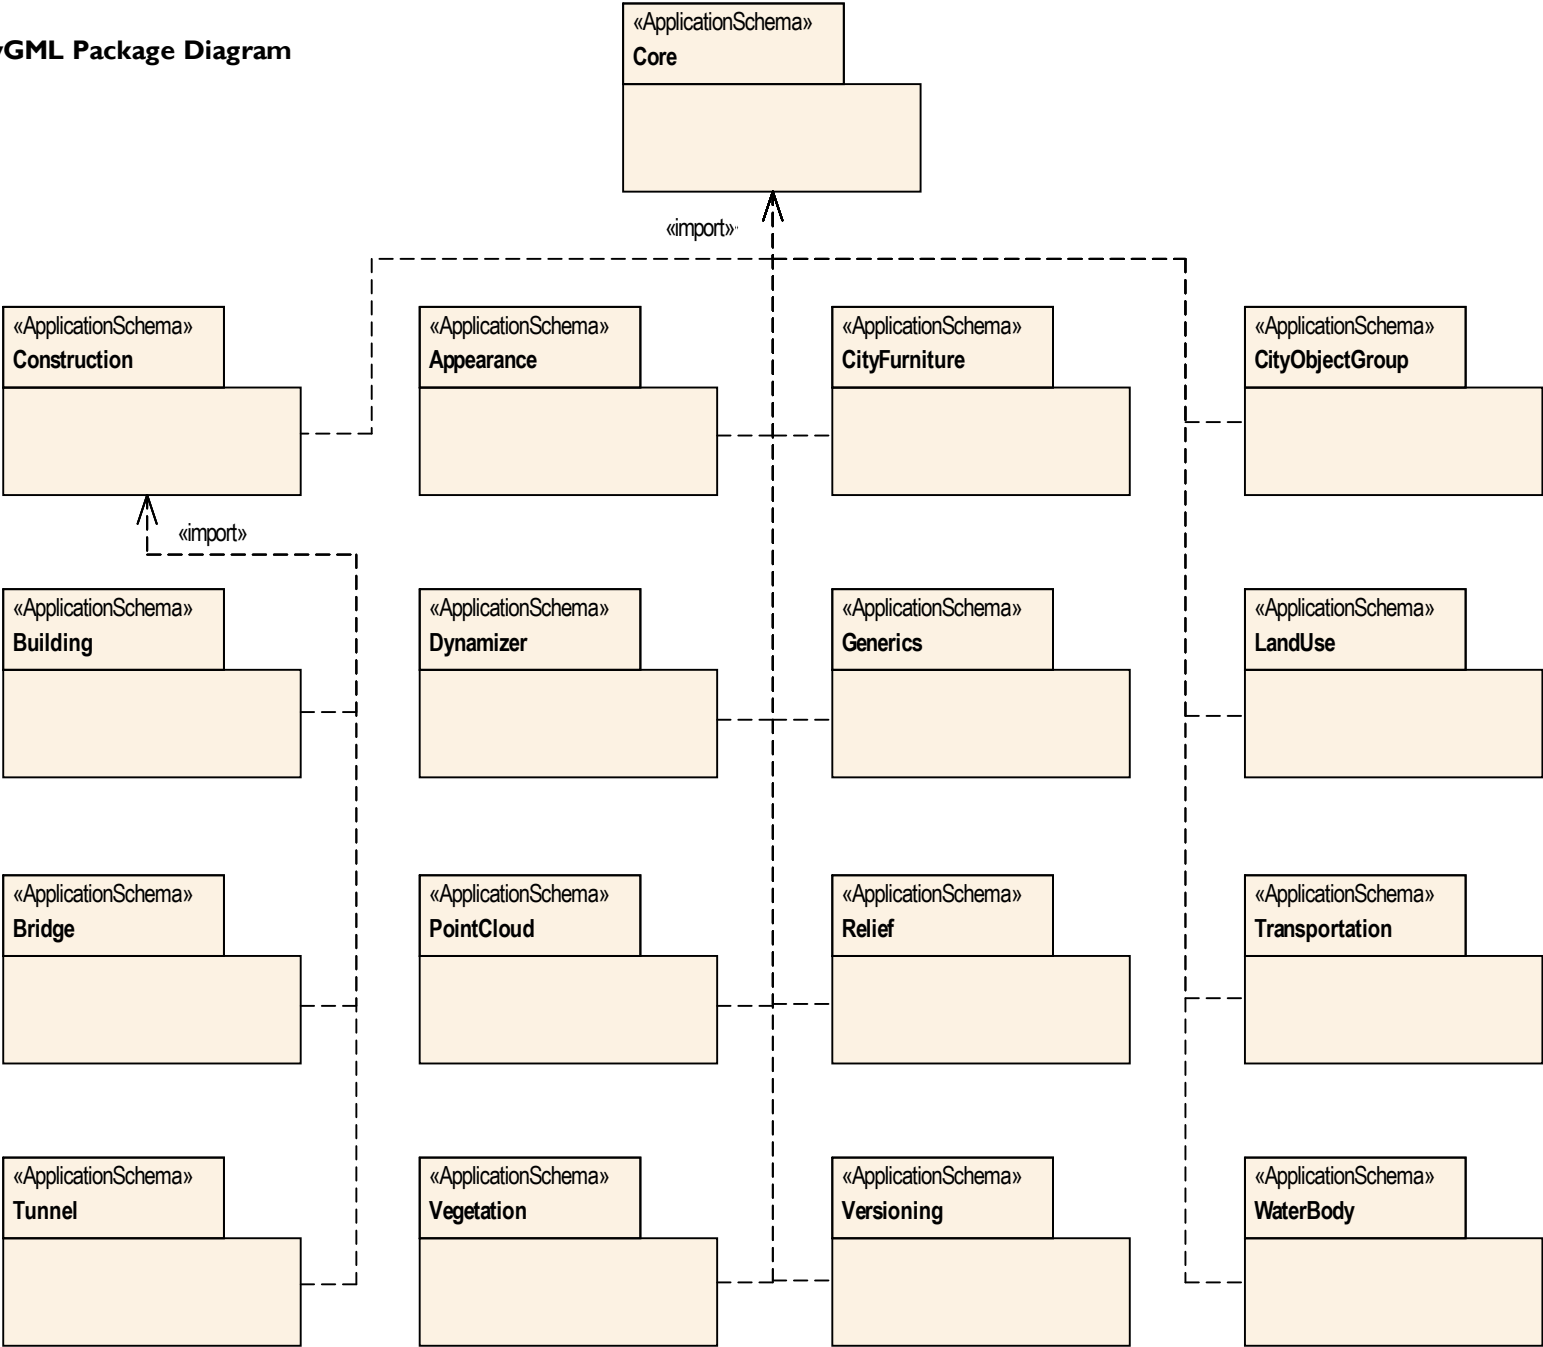 GML Package Diagram
«ApplicationSchema»
Core
«import»
«ApplicationSchema»
Construction
«ApplicationSchema»
Appearance
«ApplicationSchema»
CityFurniture
«ApplicationSchema»
CityObjectGroup
«import»
«ApplicationSchema»
Building
«ApplicationSchema»
Dynamizer
«ApplicationSchema»
Generics
«ApplicationSchema»
LandUse
«ApplicationSchema»
Bridge
«ApplicationSchema»
PointCloud
«ApplicationSchema»
Relief
«ApplicationSchema»
Transportation
«ApplicationSchema»
Tunnel
«ApplicationSchema»
Vegetation
«ApplicationSchema»
Versioning
«ApplicationSchema»
WaterBody